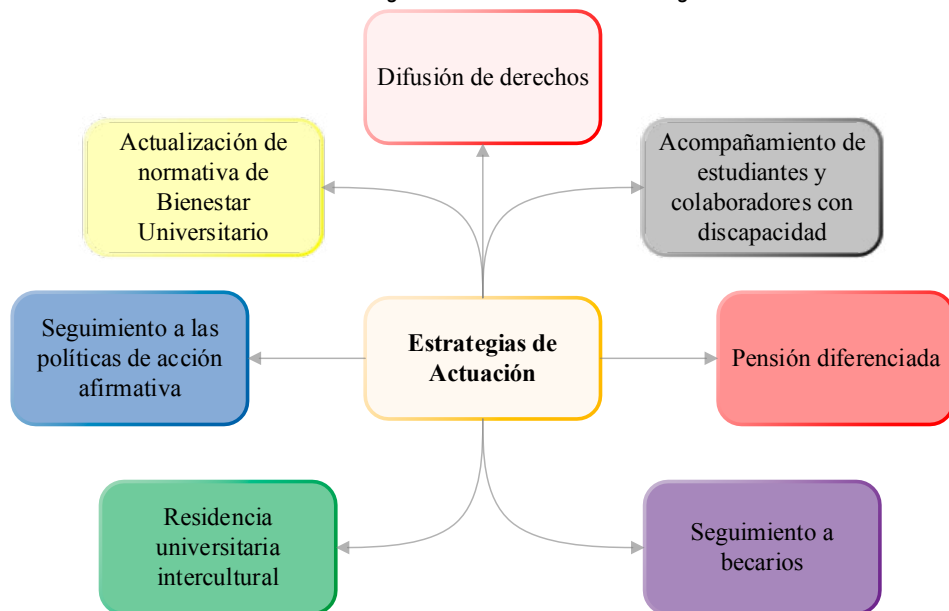 Difusión de derechos
Actualización de
normativa de
Bienestar
Universitario
Acompañamiento de
estudiantes y
colaboradores con
discapacidad
Seguimiento a las
políticas de acción
afirmativa
Estrategias de
Actuación
Pensión diferenciada
Residencia
universitaria
intercultural
Seguimiento a
becarios